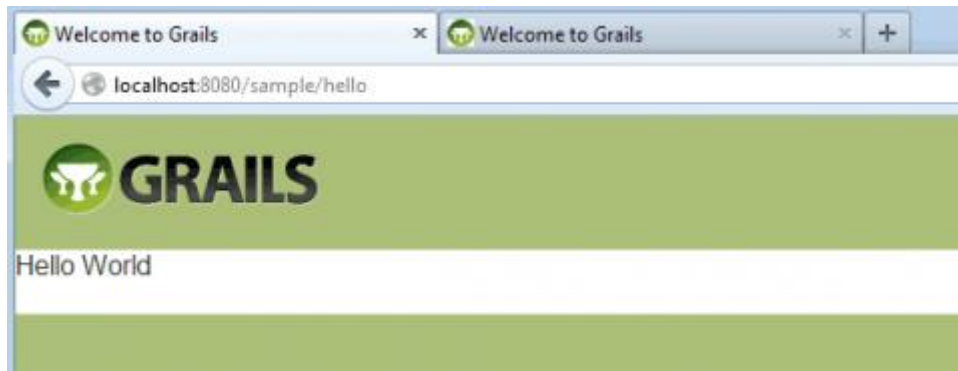 Welcome to Grails
Welcome to Grails
localhost:8080/sample/hello
GRAILS
Hello World